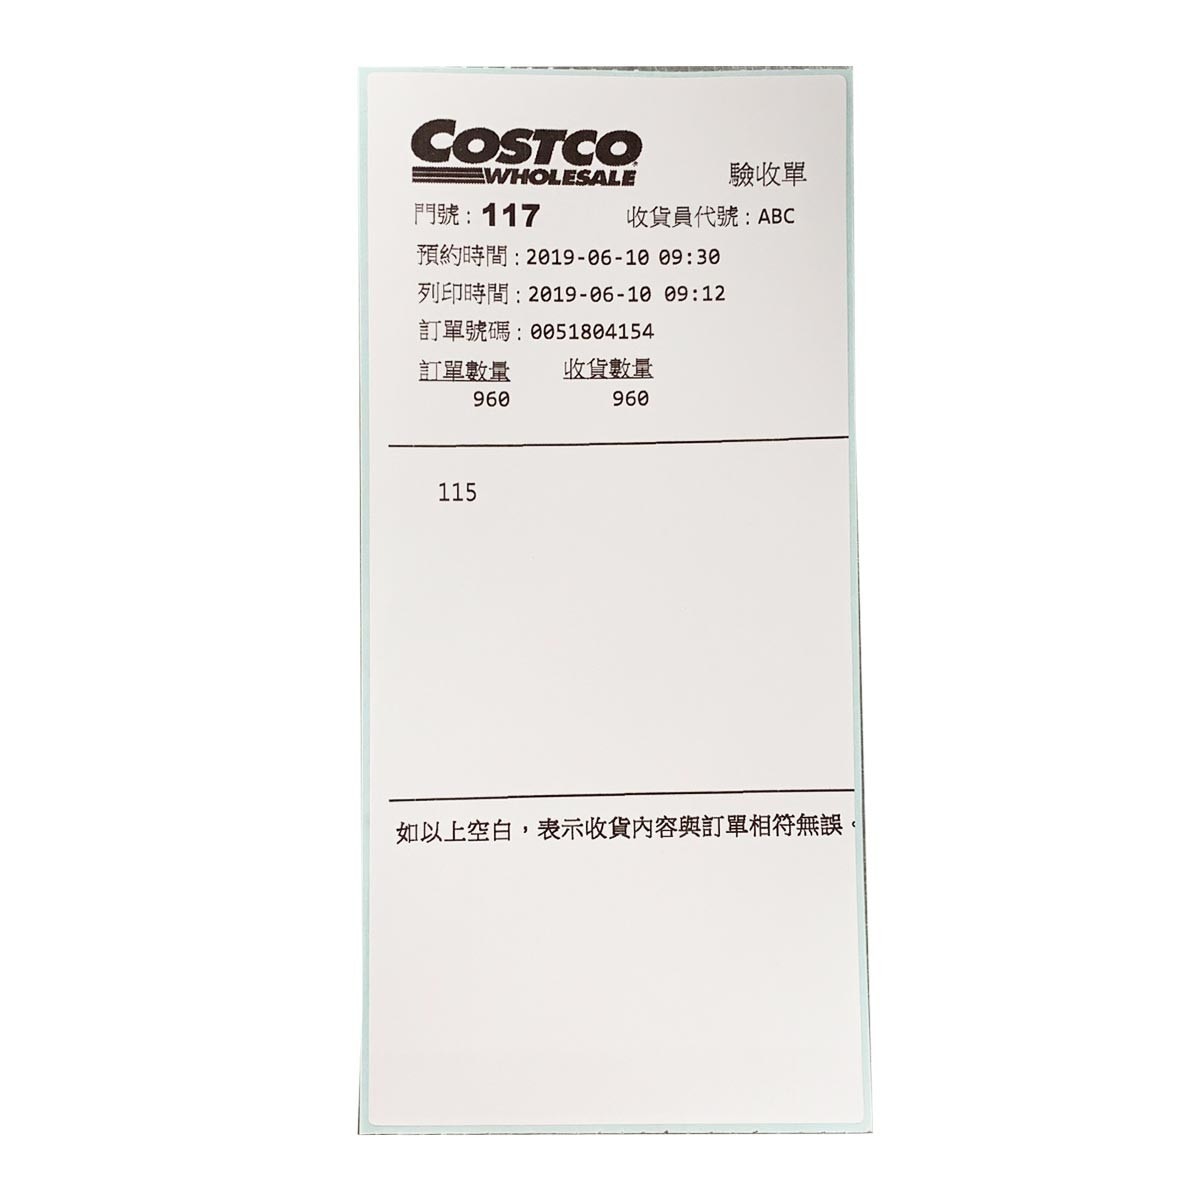 COSTCO
WHOLESALE
驗收單
門號：117 收貨員代號：ABC
預約時間：2019-06-10 09:30
列印時間：2019-06-10 09:12
訂單號碼：0051804154
訂單數量 收貨數量
960 960
115
如以上空白，表示收貨內容與訂單相符無誤。